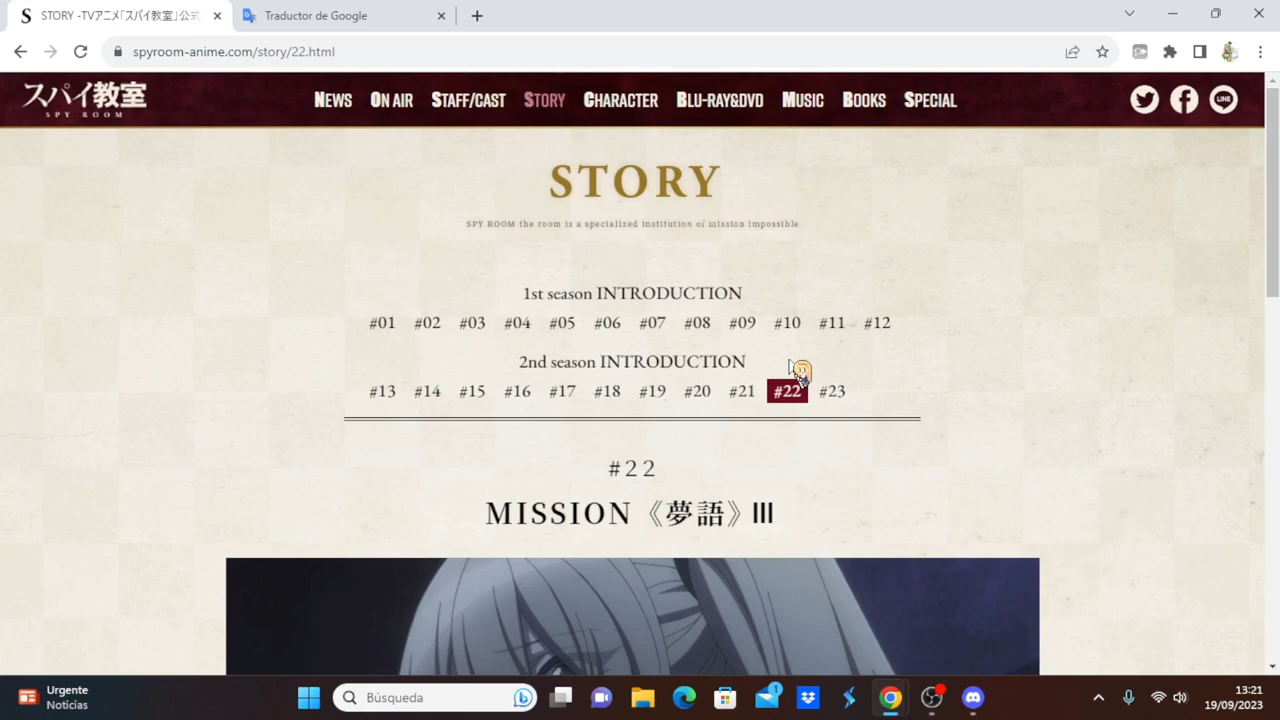 STORY -TVアニメ「スパイ教室」公式
Traductor de Google
spyroom-anime.com/story/22.html
スパイ教室
SPY ROOM
NEWS ON AIR STAFF/CAST STORY CHARACTER BLU-RAY&DVD MUSIC BOOKS SPECIAL
LINE
STORY
SPY ROOM the room is a specialized institution of mission impossible
1st season INTRODUCTION
#01 #02 #03 #04 #05 #06 #07 #08 #09 #10 #11 #12
2nd season INTRODUCTION
#13 #14 #15 #16 #17 #18 #19 #20 #21 #22 #23
#22
MISSION《夢語》Ⅲ
Urgente
Noticias
Búsqueda
1
13:21
19/09/2023